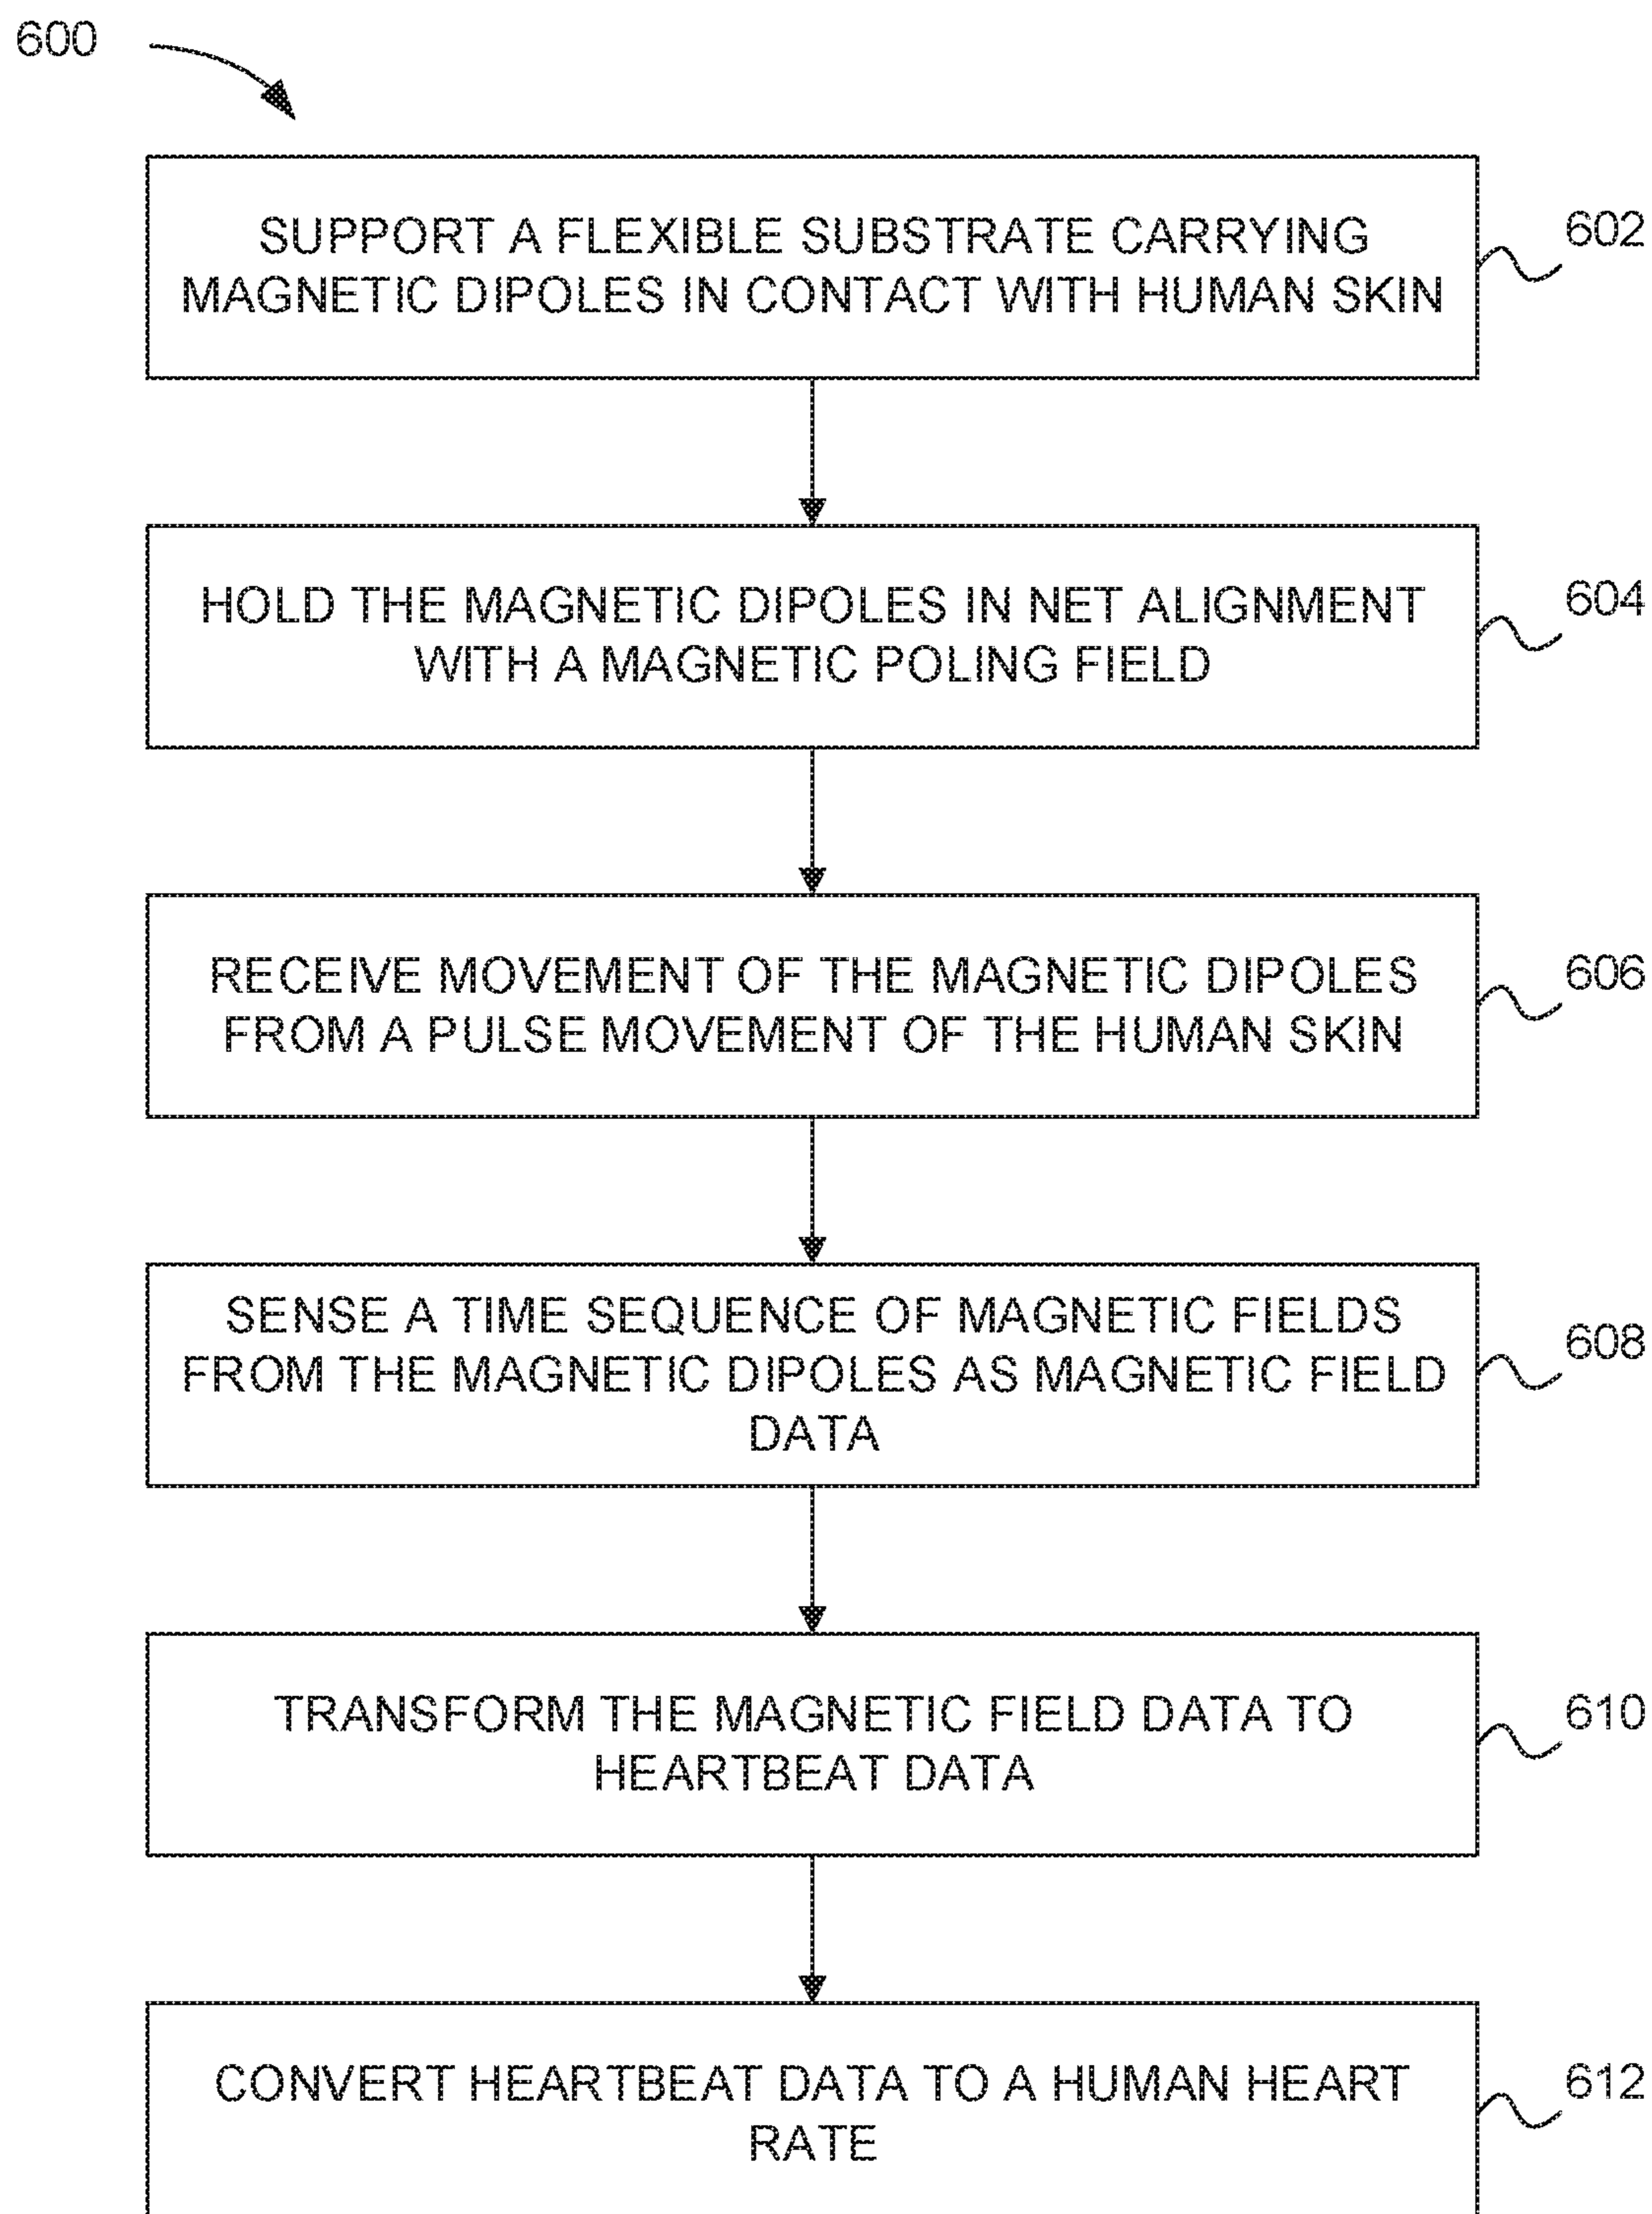 600
SUPPORT A FLEXIBLE SUBSTRATE CARRYING
MAGNETIC DIPOLES IN CONTACT WITH HUMAN SKIN
602
HOLD THE MAGNETIC DIPOLES IN NET ALIGNMENT
WITH A MAGNETIC POLING FIELD
604
RECEIVE MOVEMENT OF THE MAGNETIC DIPOLES
FROM A PULSE MOVEMENT OF THE HUMAN SKIN
606
SENSE A TIME SEQUENCE OF MAGNETIC FIELDS
FROM THE MAGNETIC DIPOLES AS MAGNETIC FIELD
DATA
608
TRANSFORM THE MAGNETIC FIELD DATA TO
HEARTBEAT DATA
610
CONVERT HEARTBEAT DATA TO A HUMAN HEART
RATE
612